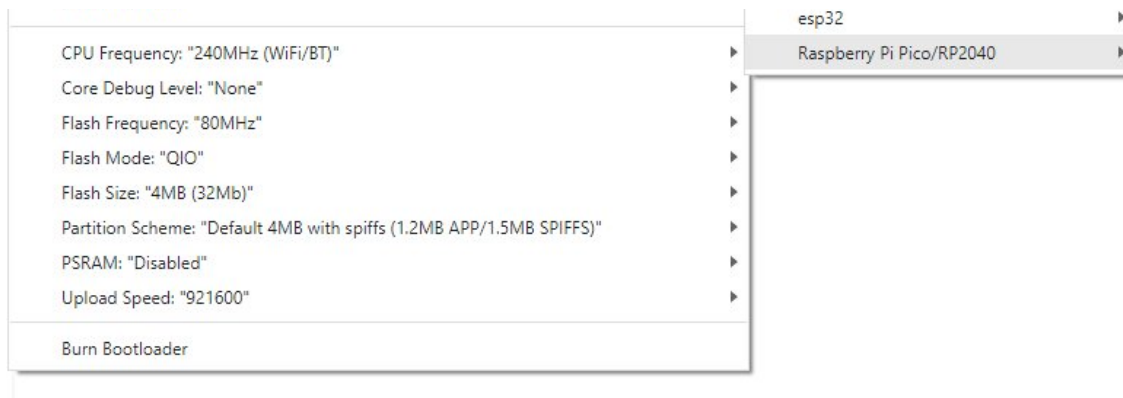 esp32
Raspberry Pi Pico/RP2040
CPU Frequency: "240MHz (WiFi/BT)"
Core Debug Level: "None"
Flash Frequency: "80MHz"
Flash Mode: "QIO"
Flash Size: "4MB (32Mb)"
Partition Scheme: "Default 4MB with spiffs (1.2MB APP/1.5MB SPIFFS)"
PSRAM: "Disabled"
Upload Speed: "921600"
Burn Bootloader